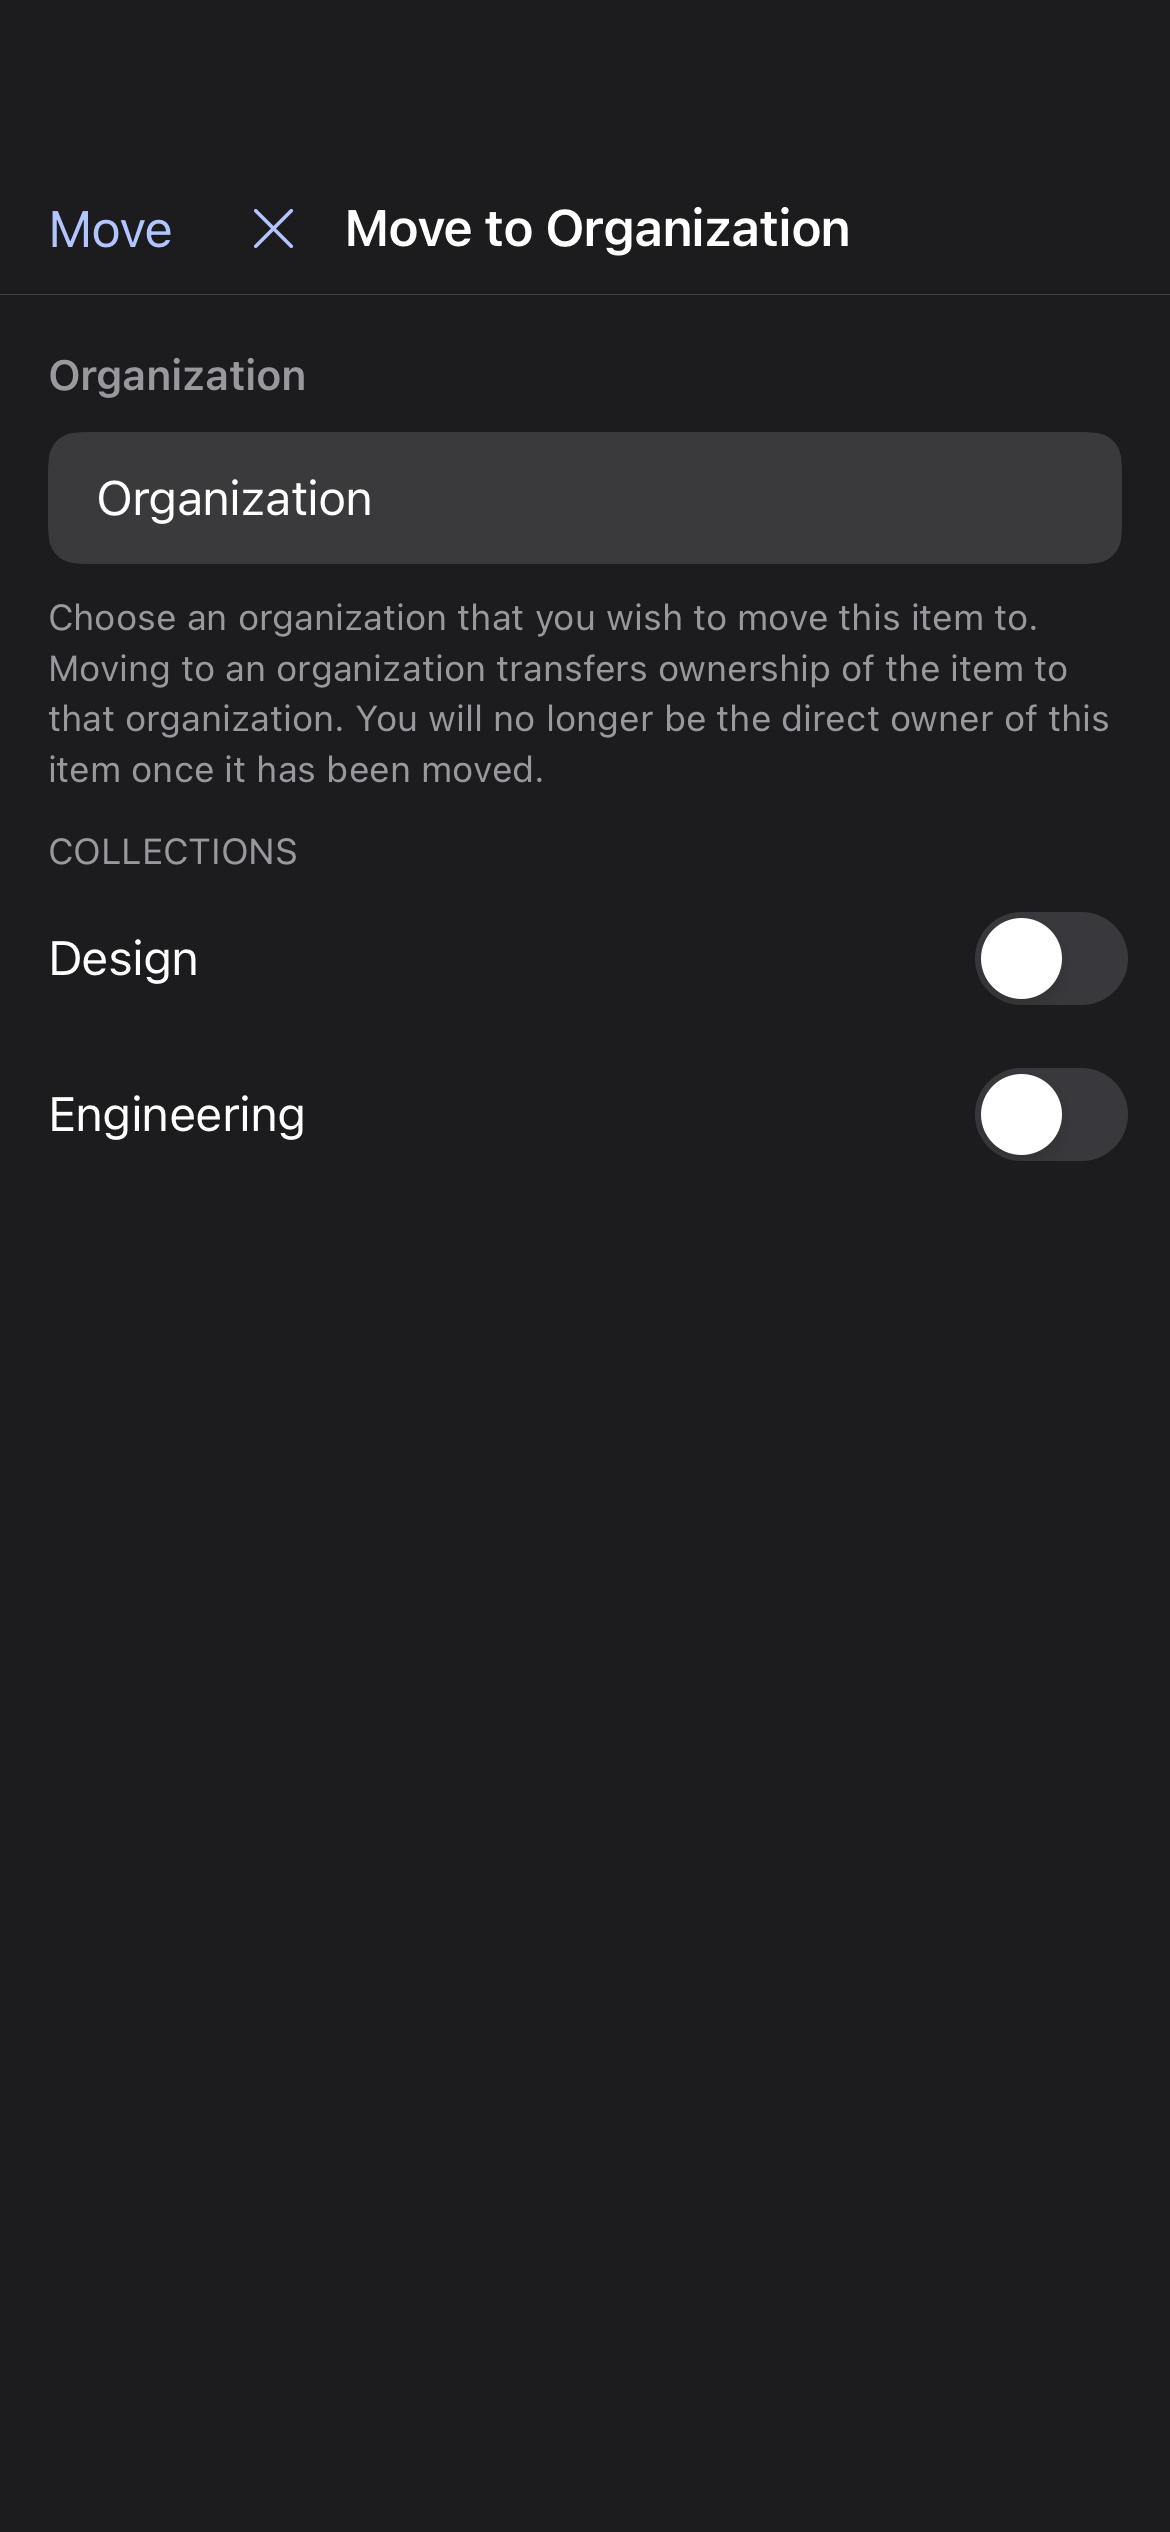 Move
Move to Organization
Organization
Organization
Choose an organization that you wish to move this item to.
Moving to an organization transfers ownership of the item to
that organization. You will no longer be the direct owner of this
item once it has been moved.
COLLECTIONS
Design
Engineering